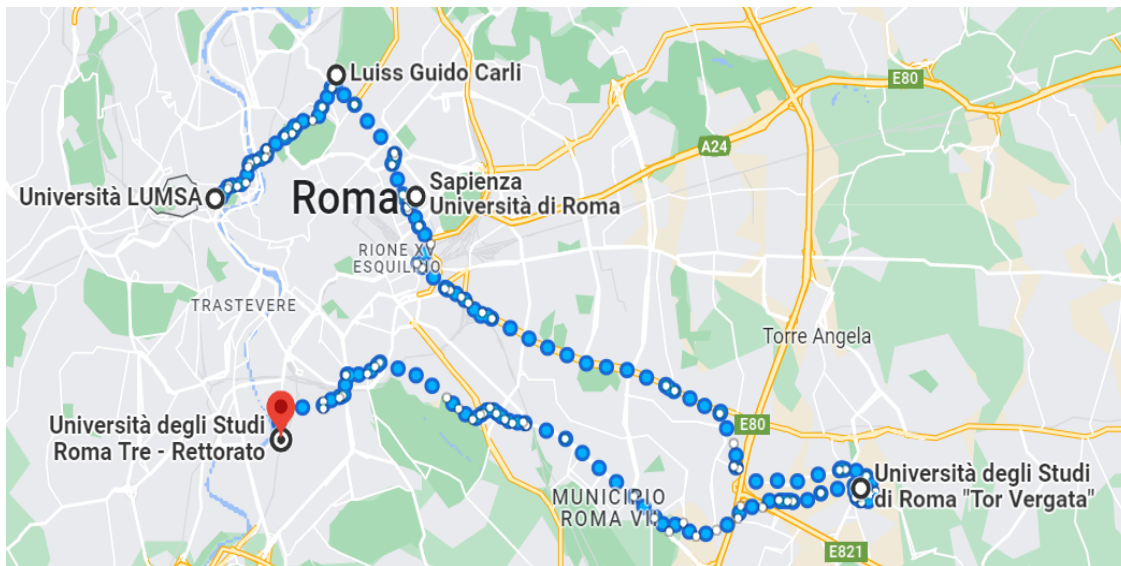 Luiss Guido Carli
E80
A24
Università LUMSA
Roma
Sapienza
Università di Roma
RIONE XV
ESQUILINO
TRASTEVERE
Torre Angela
Università degli Studi
Roma Tre - Rettorato
E80
Università degli Studi
di Roma "Tor Vergata"
MUNICIPIO
ROMA VII
E821